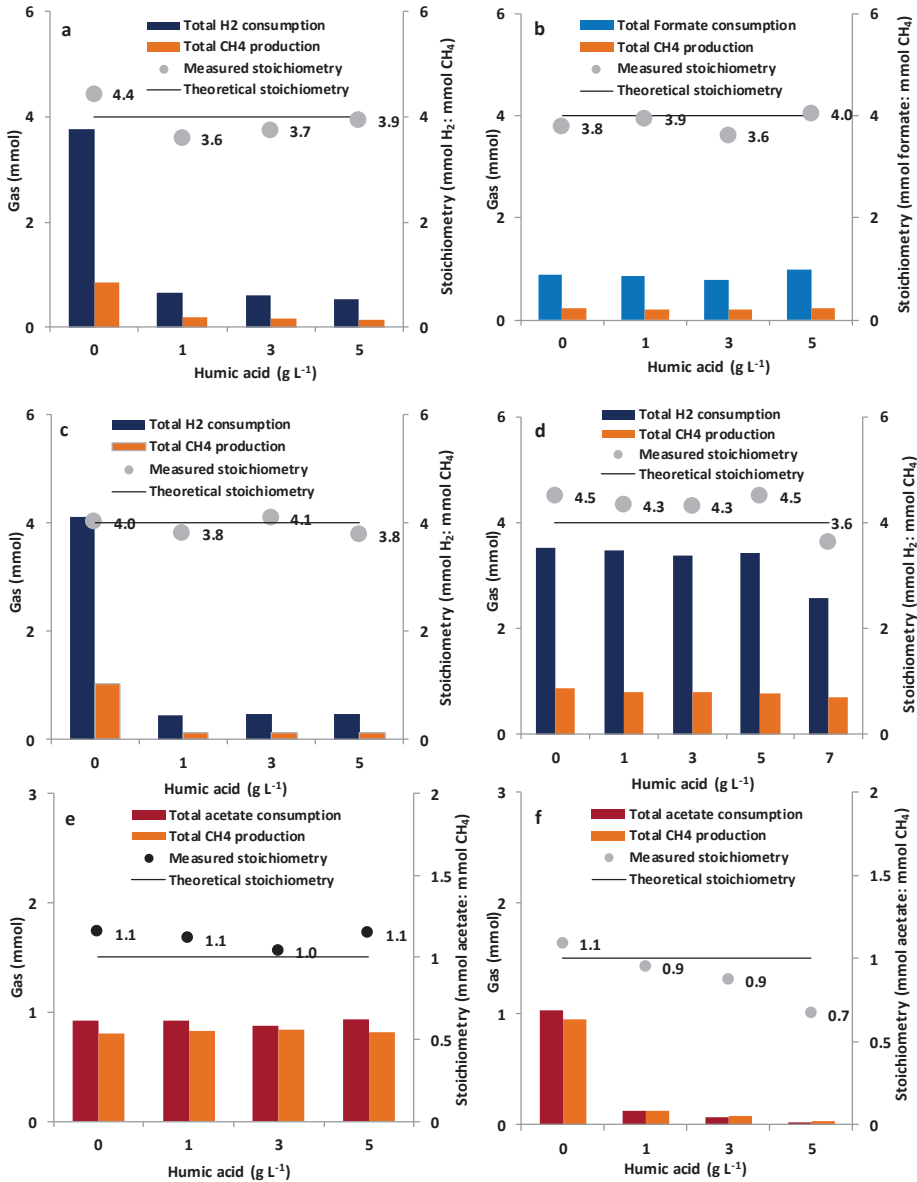 a
Total H2 consumption
Total CH4 production
Measured stoichiometry
Theoretical stoichiometry
6
4
2
0
6
4
2
0
4.4
3.6
3.7
3.9
0 1 3 5
Humic acid (g L⁻¹)
Gas (mmol)
Stoichiometry (mmol H₂: mmol CH₄)
b
Total Formate consumption
Total CH4 production
Measured stoichiometry
Theoretical stoichiometry
6
4
2
0
6
4
2
0
3.8
3.9
3.6
4.0
0 1 3 5
Humic acid (g L⁻¹)
Gas (mmol)
Stoichiometry (mmol formate: mmol CH₄)
c
Total H2 consumption
Total CH4 production
Measured stoichiometry
Theoretical stoichiometry
6
4
2
0
6
4
2
0
4.0
3.8
4.1
3.8
0 1 3 5
Humic acid (g L⁻¹)
Gas (mmol)
Stoichiometry (mmol H₂: mmol CH₄)
d
Total H2 consumption
Total CH4 production
Measured stoichiometry
Theoretical stoichiometry
6
4
2
0
6
4
2
0
4.5
4.3
4.3
4.5
3.6
0 1 3 5 7
Humic acid (g L⁻¹)
Gas (mmol)
Stoichiometry (mmol H₂: mmol CH₄)
e
Total acetate consumption
Total CH4 production
Measured stoichiometry
Theoretical stoichiometry
3
2
1
0
2
1.5
1
0.5
0
1.1
1.1
1.0
1.1
0 1 3 5
Humic acid (g L⁻¹)
Gas (mmol)
Stoichiometry (mmol acetate: mmol CH₄)
f
Total acetate consumption
Total CH4 production
Measured stoichiometry
Theoretical stoichiometry
3
2
1
0
2
1.5
1
0.5
0
1.1
0.9
0.9
0.7
0 1 3 5
Humic acid (g L⁻¹)
Gas (mmol)
Stoichiometry (mmol acetate: mmol CH₄)